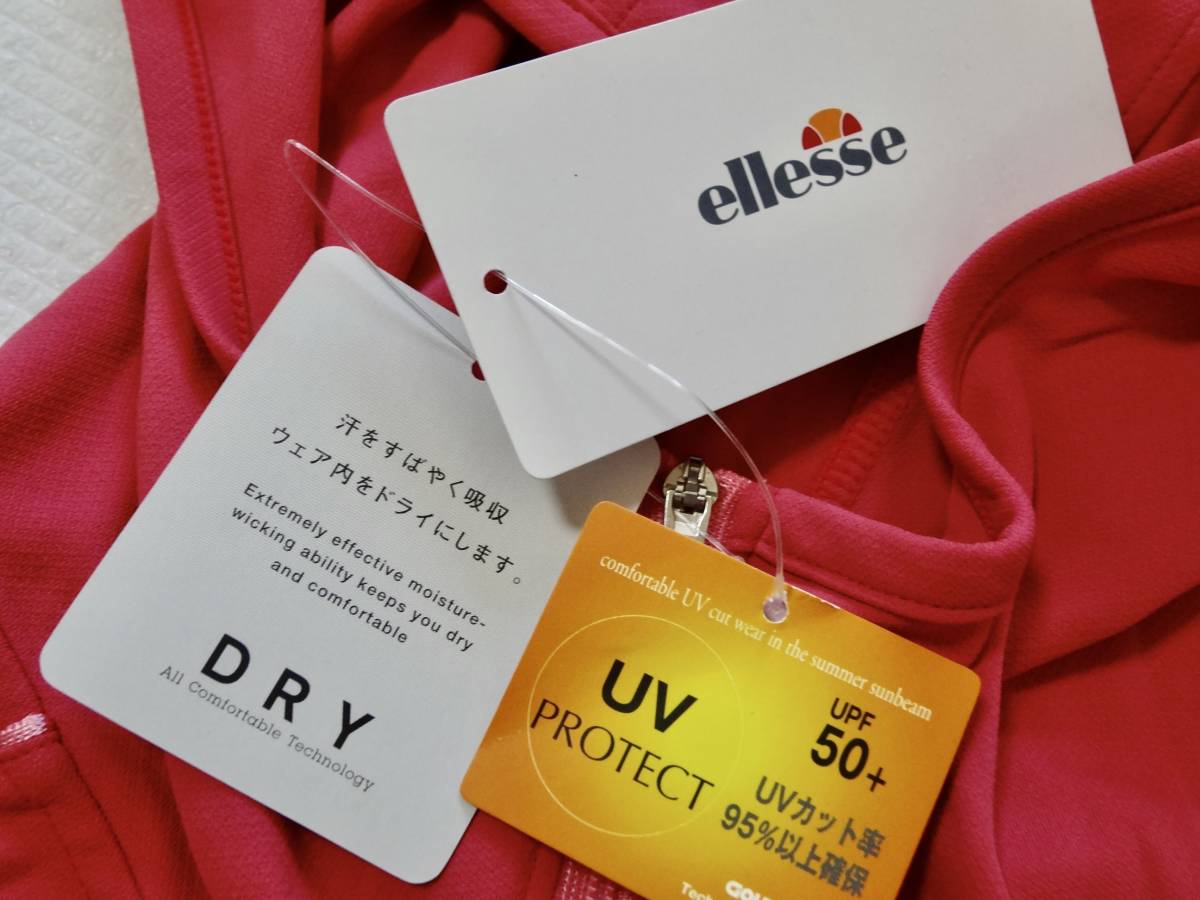 ellesse
汗をすばやく吸収
ウェア内をドライにします。
Extremely effective moisture-
wicking ability keeps you dry
and comfortable
DRY
All Comfortable Technology
comfortable UV cut wear in the summer sunbeam
UV
PROTECT
UPF
50+
UVカット率
95%以上確保